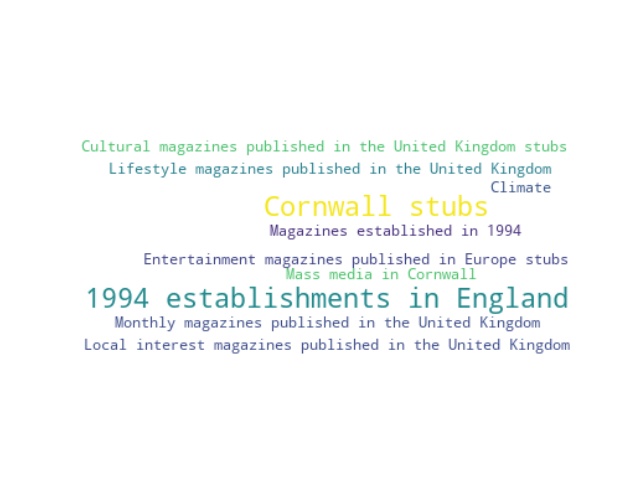 Cultural magazines published in the United Kingdom stubs
Lifestyle magazines published in the United Kingdom
Climate
Cornwall stubs
Magazines established in 1994
Entertainment magazines published in Europe stubs
Mass media in Cornwall
1994 establishments in England
Monthly magazines published in the United Kingdom
Local interest magazines published in the United Kingdom